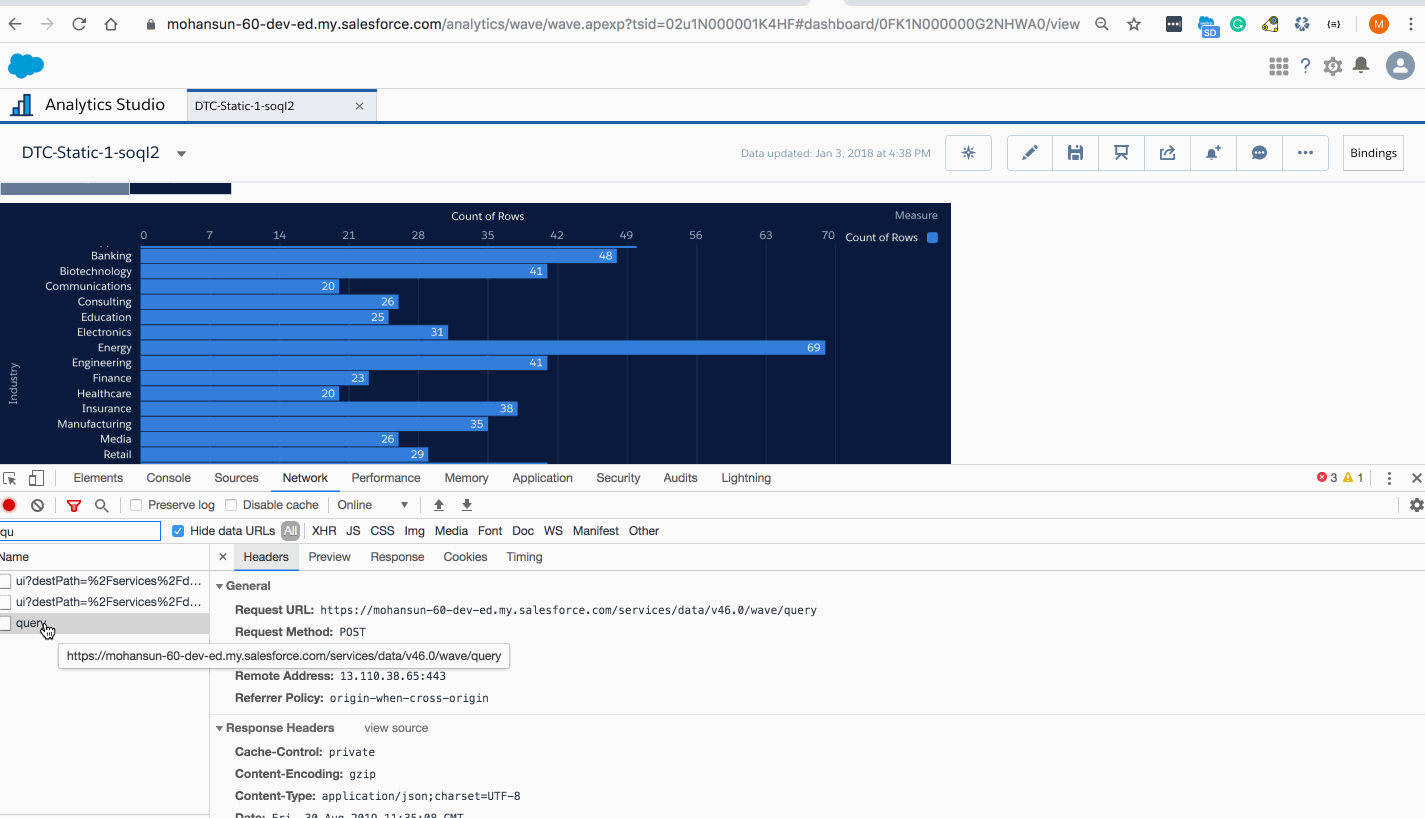 mohansun-60-dev-ed.my.salesforce.com/analytics/wave/wave.apexp?tsid=02u1N000001K4HF#dashboard/0FK1N000000G2NHWA0/view
SD
{≡}
M
?
Analytics Studio
DTC-Static-1-soql2
DTC-Static-1-soql2
Data updated: Jan 3, 2018 at 4:38 PM
Bindings
Count of Rows
Measure
0 7 14 21 28 35 42 49 56 63 70
Count of Rows
Industry
Banking 48
Biotechnology 41
Communications 20
Consulting 26
Education 25
Electronics 31
Energy 69
Engineering 41
Finance 23
Healthcare 20
Insurance 38
Manufacturing 35
Media 26
Retail 29
Elements Console Sources Network Performance Memory Application Security Audits Lightning 3 1
Preserve log Disable cache Online
qu
Hide data URLs All XHR JS CSS Img Media Font Doc WS Manifest Other
Name
Headers Preview Response Cookies Timing
ui?destPath=%2Fservices%2Fd…
ui?destPath=%2Fservices%2Fd…
query
https://mohansun-60-dev-ed.my.salesforce.com/services/data/v46.0/wave/query
General
Request URL: https://mohansun-60-dev-ed.my.salesforce.com/services/data/v46.0/wave/query
Request Method: POST
Remote Address: 13.110.38.65:443
Referrer Policy: origin-when-cross-origin
Response Headers view source
Cache-Control: private
Content-Encoding: gzip
Content-Type: application/json;charset=UTF-8
Date: Fri, 30 Aug 2019 11:35:08 GMT